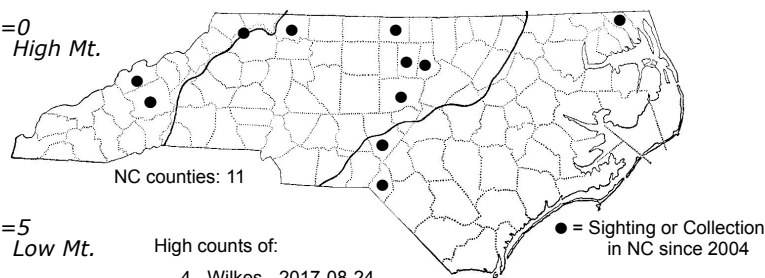 =0
High Mt.
NC counties: 11
=5
Low Mt.
High counts of:
● = Sighting or Collection
in NC since 2004
4 - Wilkes - 2017-08-24